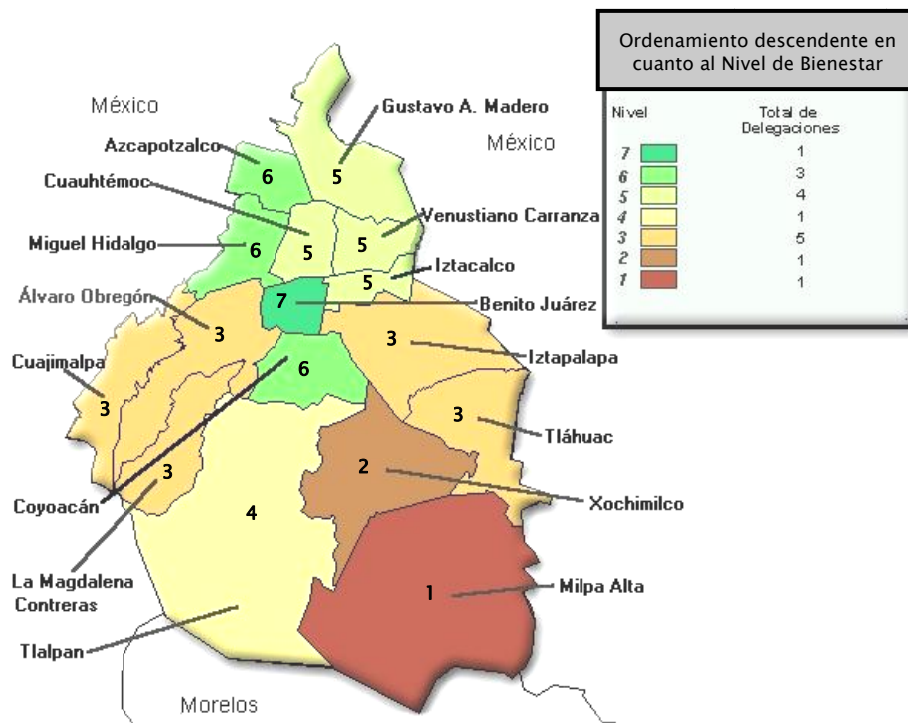 Ordenamiento descendente en
cuanto al Nivel de Bienestar
Nivel
Total de
Delegaciones
7 1
6 3
5 4
4 1
3 5
2 1
1 1
México
México
Gustavo A. Madero
Azcapotzalco
6
5
Cuauhtémoc
Venustiano Carranza
5
5
Miguel Hidalgo
6
Iztacalco
5
Álvaro Obregón
7
Benito Juárez
3
3
Iztapalapa
Cuajimalpa
6
3
3
Tláhuac
3
2
Coyoacán
4
Xochimilco
La Magdalena
Contreras
1
Milpa Alta
Tlalpan
Morelos